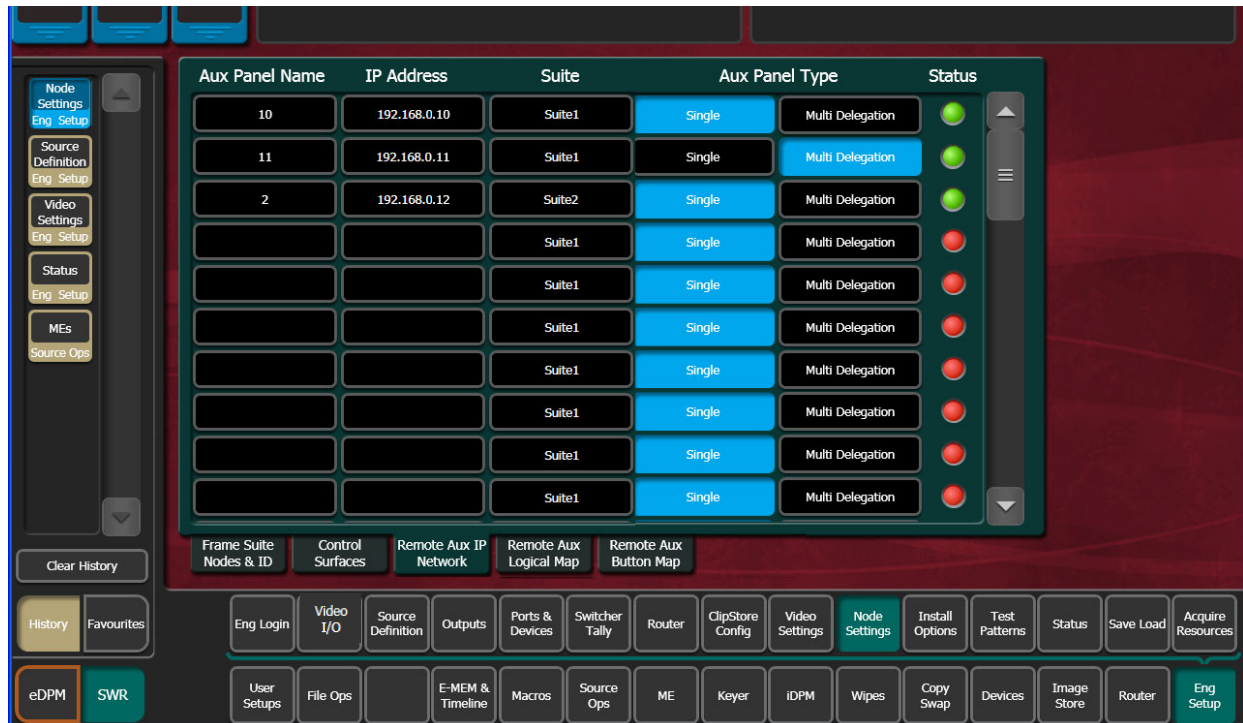 Aux Panel Name IP Address Suite Aux Panel Type Status
10 192.168.0.10 Suite1 Single Multi Delegation
11 192.168.0.11 Suite1 Single Multi Delegation
2 192.168.0.12 Suite2 Single Multi Delegation
Suite1 Single Multi Delegation
Suite1 Single Multi Delegation
Suite1 Single Multi Delegation
Suite1 Single Multi Delegation
Suite1 Single Multi Delegation
Suite1 Single Multi Delegation
Suite1 Single Multi Delegation
Node
Settings
Eng Setup
Source
Definition
Eng Setup
Video
Settings
Eng Setup
Status
Eng Setup
MEs
Source Ops
Clear History
History
Favourites
Frame Suite
Nodes & ID
Control
Surfaces
Remote Aux IP
Network
Remote Aux
Logical Map
Remote Aux
Button Map
Eng Login
Video
I/O
Source
Definition
Outputs
Ports &
Devices
Switcher
Tally
Router
ClipStore
Config
Video
Settings
Node
Settings
Install
Options
Test
Patterns
Status
Save Load
Acquire
Resources
eDPM
SWR
User
Setups
File Ops
E-MEM &
Timeline
Macros
Source
Ops
ME
Keyer
iDPM
Wipes
Copy
Swap
Devices
Image
Store
Router
Eng
Setup